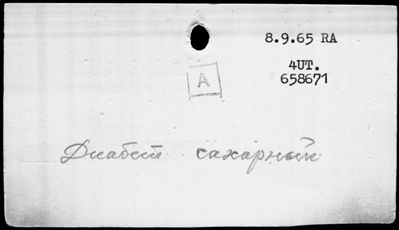 8.9.65 RA
4UT.
658671
A
Диабет сахарный